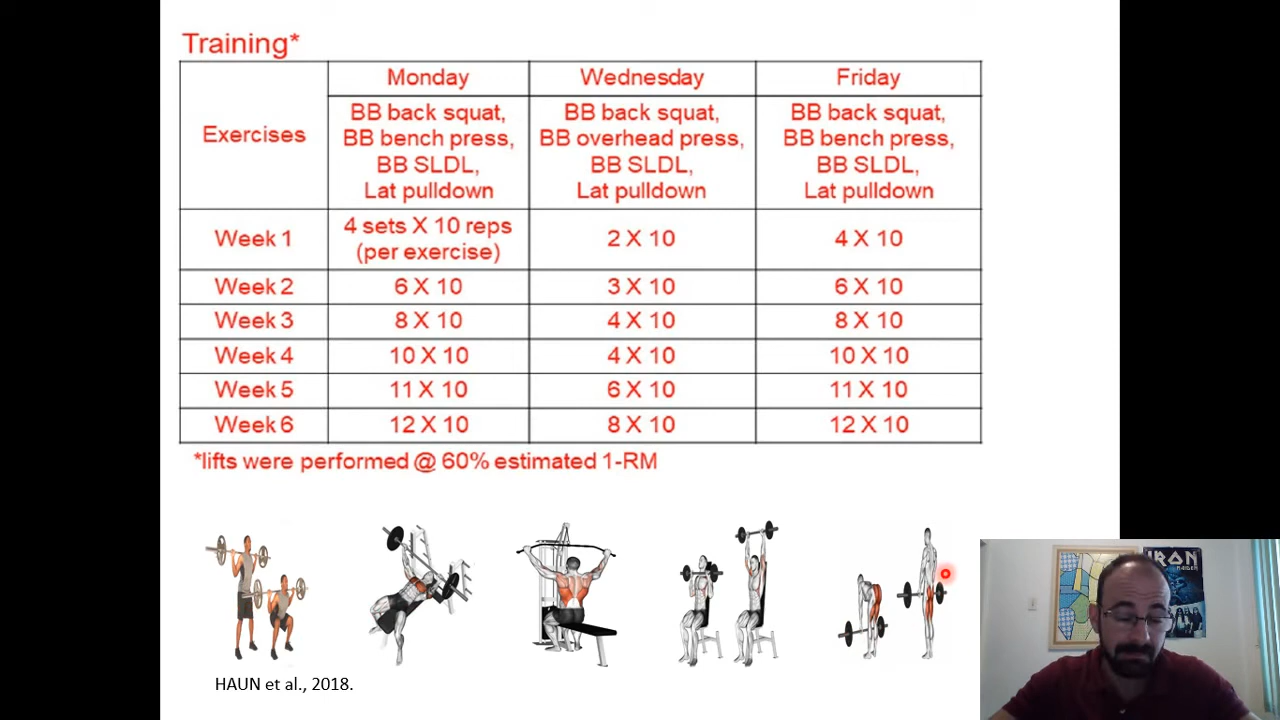 Training*
Monday
Wednesday
Friday
Exercises
BB back squat,
BB bench press,
BB SLDL,
Lat pulldown
BB back squat,
BB overhead press,
BB SLDL,
Lat pulldown
BB back squat,
BB bench press,
BB SLDL,
Lat pulldown
Week 1
4 sets X 10 reps
(per exercise)
2 X 10
4 X 10
Week 2
6 X 10
3 X 10
6 X 10
Week 3
8 X 10
4 X 10
8 X 10
Week 4
10 X 10
4 X 10
10 X 10
Week 5
11 X 10
6 X 10
11 X 10
Week 6
12 X 10
8 X 10
12 X 10
*lifts were performed @ 60% estimated 1-RM
HAUN et al., 2018.
IRON
MAIDEN